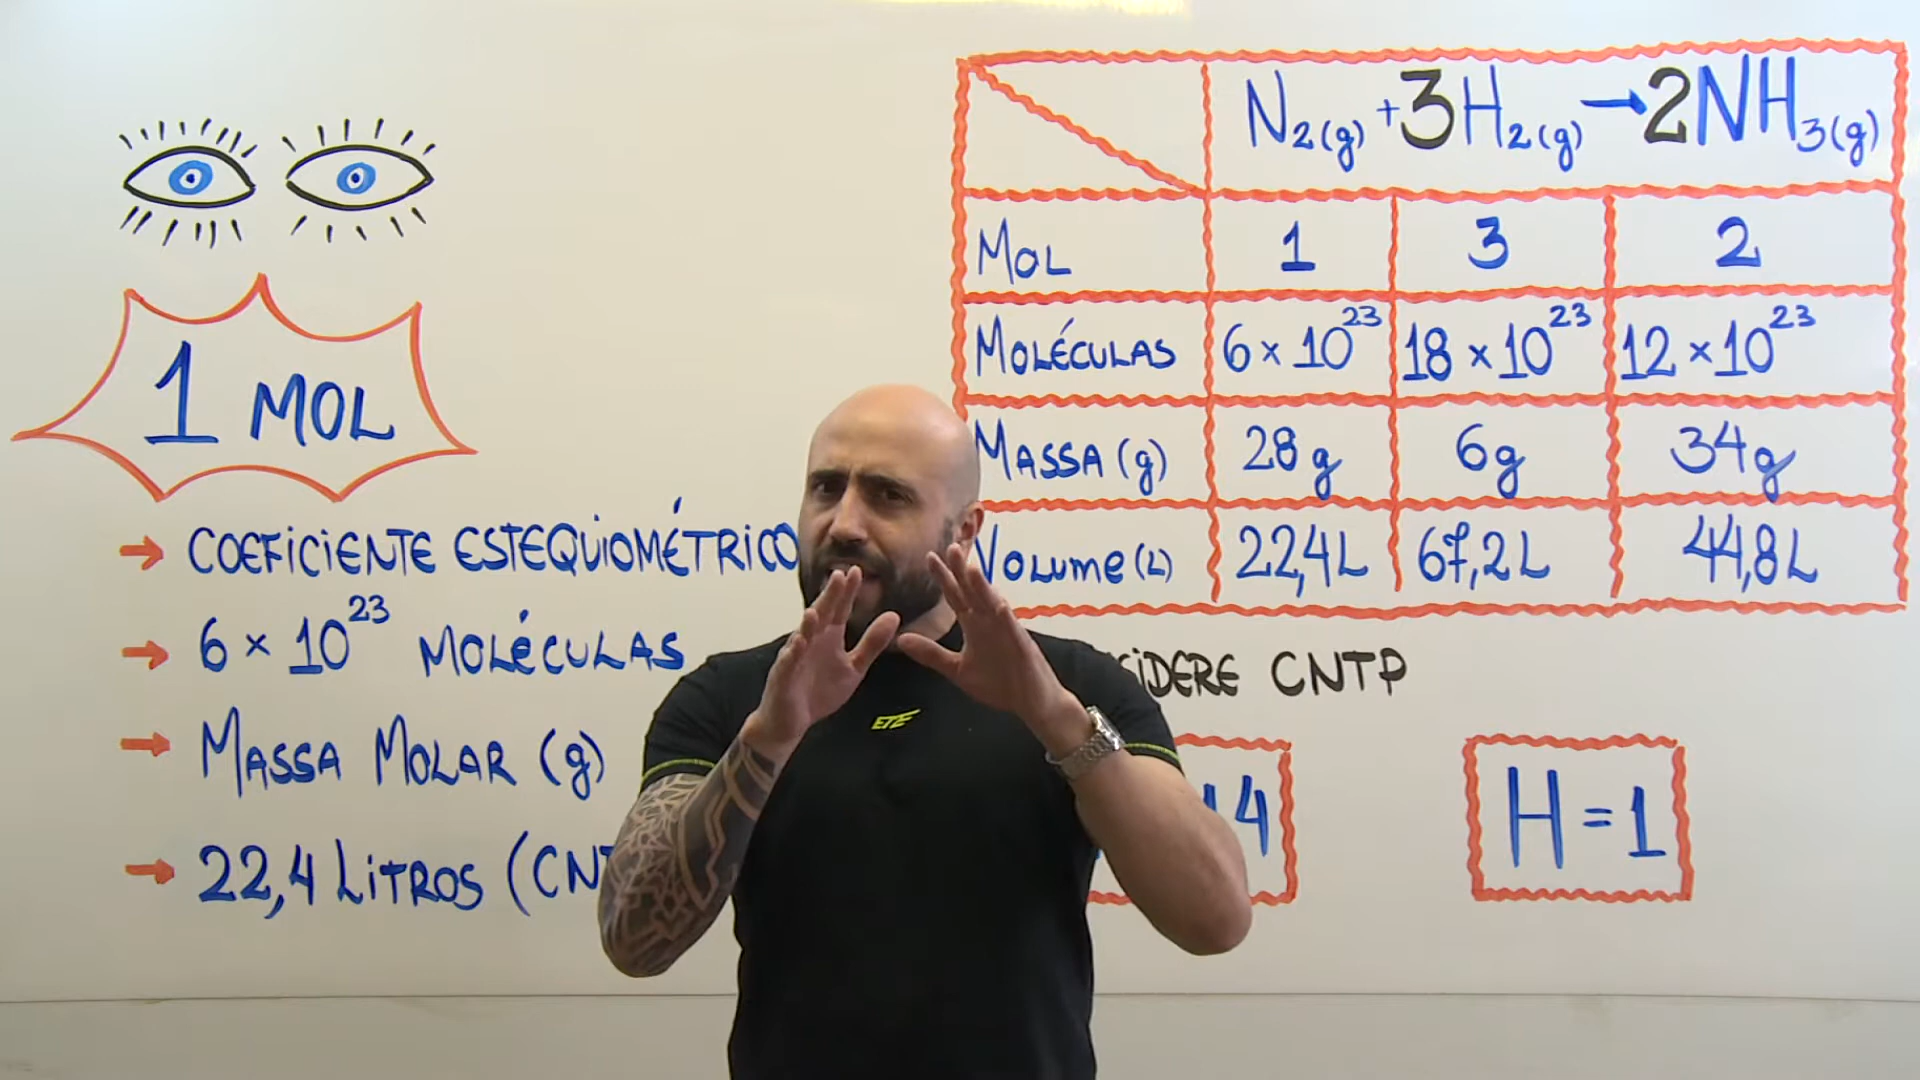 N2(g) + 3H2(g) → 2NH3(g)
MOL 1 3 2
MOLÉCULAS 6 × 10²³ 18 × 10²³ 12 × 10²³
MASSA (g) 28g 6g 34g
VOLUME (L) 22,4L 67,2L 44,8L
1 MOL
→ COEFICIENTE ESTEQUIOMÉTRICO
→ 6 × 10²³ MOLÉCULAS
→ MASSA MOLAR (g)
→ 22,4 LITROS
CNTP
14
H = 1
ETE